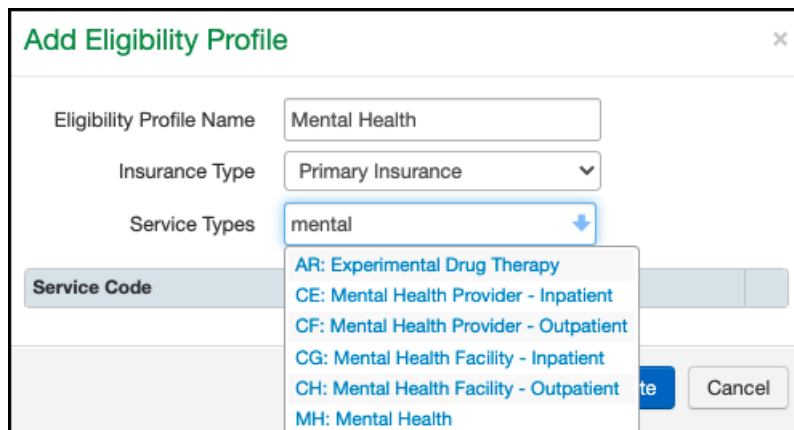 Add Eligibility Profile ×
Eligibility Profile Name Mental Health
Insurance Type Primary Insurance
Service Types mental
AR: Experimental Drug Therapy
Service Code
CE: Mental Health Provider - Inpatient
CF: Mental Health Provider - Outpatient
CG: Mental Health Facility - Inpatient
CH: Mental Health Facility - Outpatient
te Cancel
MH: Mental Health